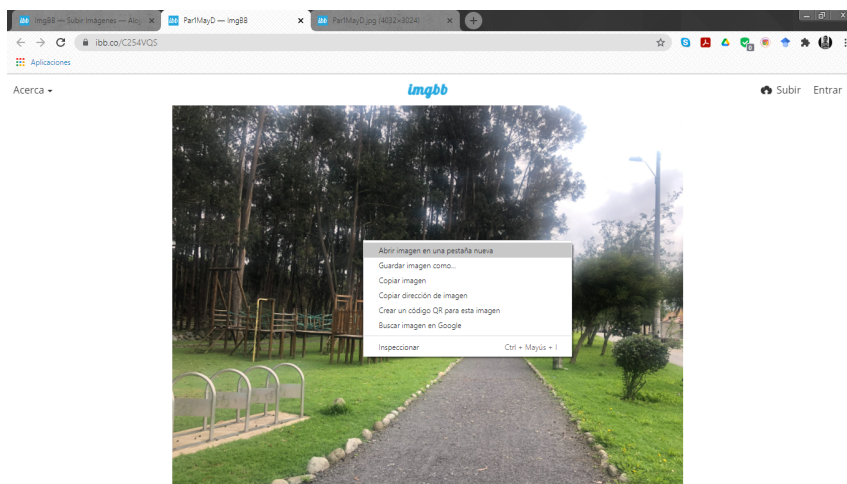 ImgBB — Subir Imágenes — Aloj
Par1MayD — ImgBB
Par1MayD.jpg (4032×3024)
ibb.co/C254VQS
Aplicaciones
Acerca
imgbb
Subir Entrar
Abrir imagen en una pestaña nueva
Guardar imagen como...
Copiar imagen
Copiar dirección de imagen
Crear un código QR para esta imagen
Buscar imagen en Google
Inspeccionar Ctrl + Mayús + I